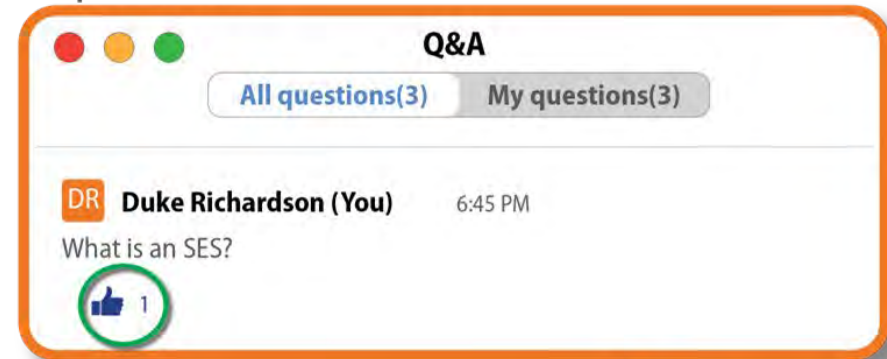 Q&A
All questions(3) My questions(3)
DR Duke Richardson (You) 6:45 PM
What is an SES?
1